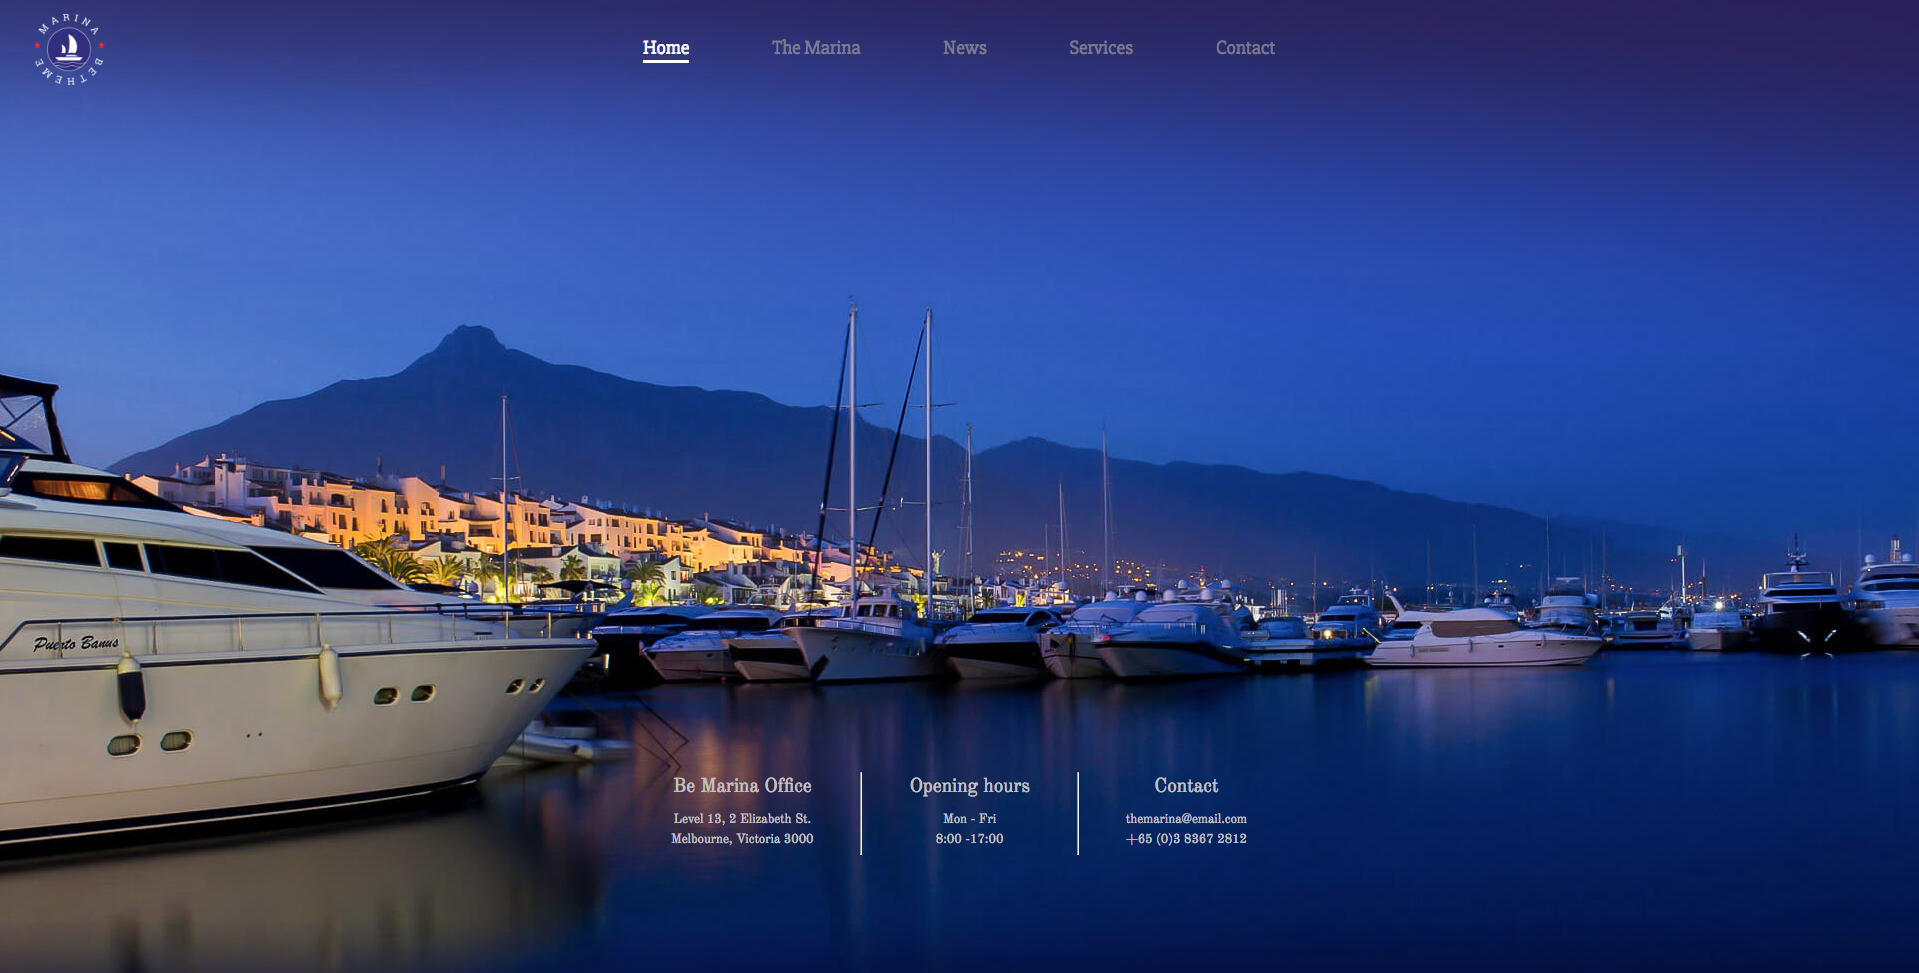 MARINA
BETHEME
Home
The Marina
News
Services
Contact
Puerto Banus
Be Marina Office
Level 13, 2 Elizabeth St.
Melbourne, Victoria 3000
Opening hours
Mon - Fri
8:00 -17:00
Contact
themarina@email.com
+65 (0)3 8367 2812